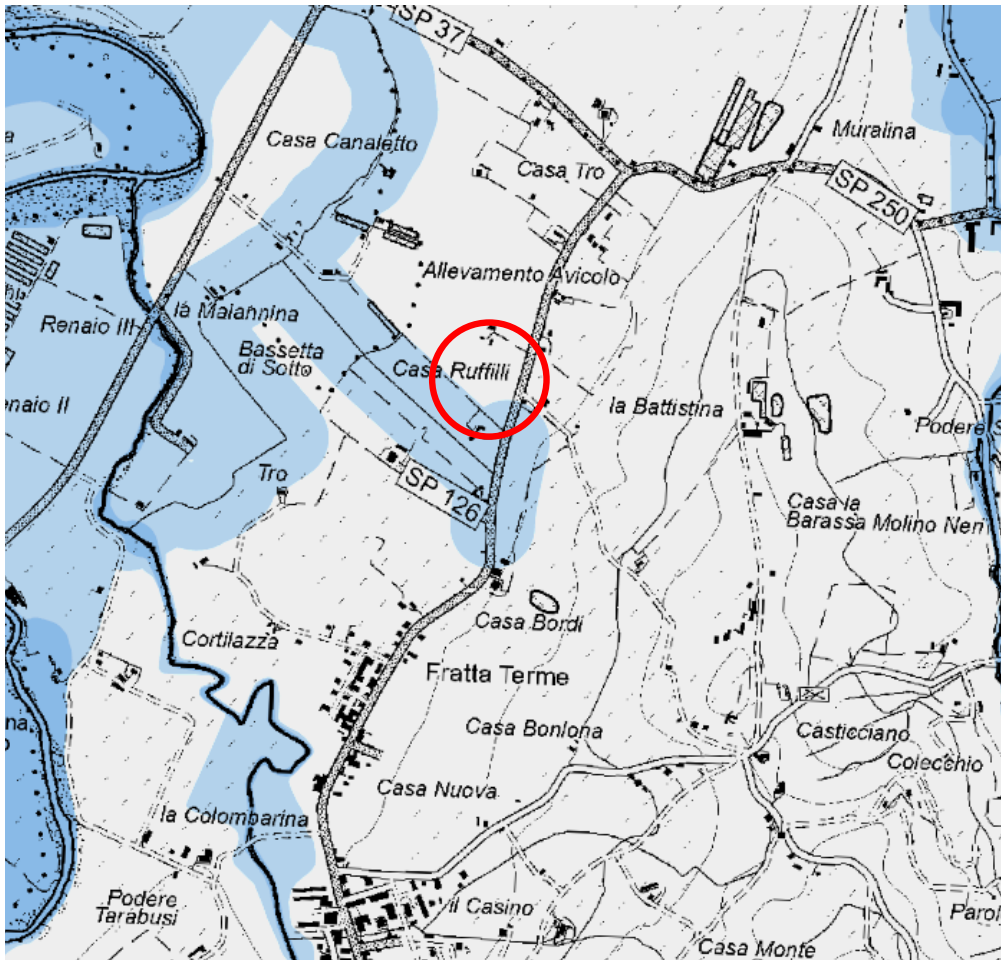 SP 37
Casa Canaletto
Muralina
Casa Tro
SP 250
Allevamento Avicolo
la Maiannina
Renaio III
Bassetta
di Sotto
Casa Ruffilli
la Battistina
Tro
SP 126
Casa la
Barassa Molino Neri
Casa Bordi
Cortilazza
Fratta Terme
Casa Bonlona
Casticciano
Colecchio
Casa Nuova
la Colombarina
Podere
Tarabusi
il Casino
Casa Monte